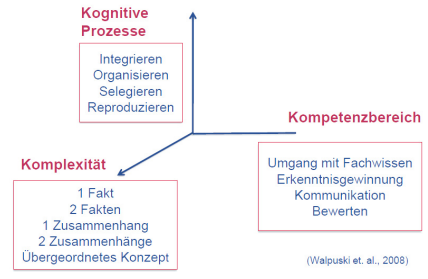 Kognitive
Prozesse
Integrieren
Organisieren
Selegieren
Reproduzieren
Kompetenzbereich
Umgang mit Fachwissen
Erkenntnisgewinnung
Kommunikation
Bewerten
Komplexität
1 Fakt
2 Fakten
1 Zusammenhang
2 Zusammenhänge
Übergeordnetes Konzept
(Walpuski et. al., 2008)